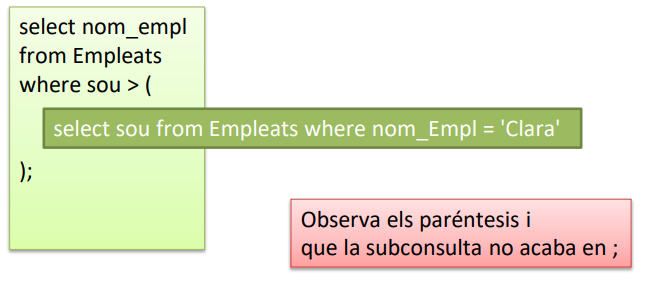 select nom_empl
from Empleats
where sou > (
select sou from Empleats where nom_Empl = 'Clara'
);
Observa els paréntesis i
que la subconsulta no acaba en ;